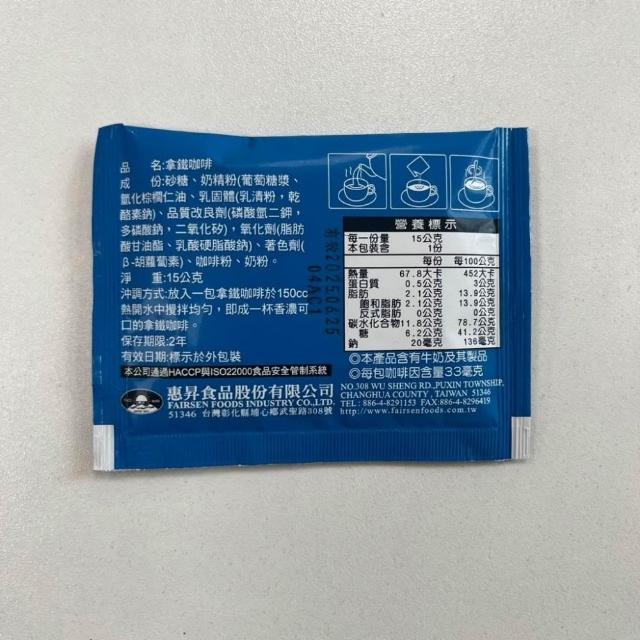 品　名:拿鐵咖啡
成　份:砂糖、奶精粉(葡萄糖漿、
氫化棕櫚仁油、乳固體(乳清粉，乾
酪素鈉)、品質改良劑(磷酸氫二鉀，
多磷酸鈉，二氧化矽)，氧化劑(脂肪
酸甘油酯、乳酸硬脂酸鈉)、著色劑(
β-胡蘿蔔素)、咖啡粉、奶粉。
淨　重:15公克
沖調方式:放入一包拿鐵咖啡於150cc
熱開水中攪拌均勻，即成一杯香濃可
口的拿鐵咖啡。
保存期限:2年
有效日期:標示於外包裝
本公司通過HACCP與ISO22000食品安全管制系統
有效20250625
04AC1
營養標示
每一份量 15公克
本包裝含 1份
每份 每100公克
熱量 67.8大卡 452大卡
蛋白質 0.5公克 3公克
脂肪 2.1公克 13.9公克
飽和脂肪 2.1公克 13.9公克
反式脂肪 0公克 0公克
碳水化合物 11.8公克 78.7公克
糖 6.2公克 41.2公克
鈉 20毫克 136毫克
◎本產品含有牛奶及其製品
◎每包咖啡因含量33毫克
惠昇食品股份有限公司
FAIRSEN FOODS INDUSTRY CO.,LTD.
51346 台灣彰化縣埔心鄉武聖路308號
NO.308 WU SHENG RD.,PUXIN TOWNSHIP,
CHANGHUA COUNTY , TAIWAN 51346
TEL : 886-4-8291153 FAX:886-4-8296419
http://www.fairsenfoods.com.tw